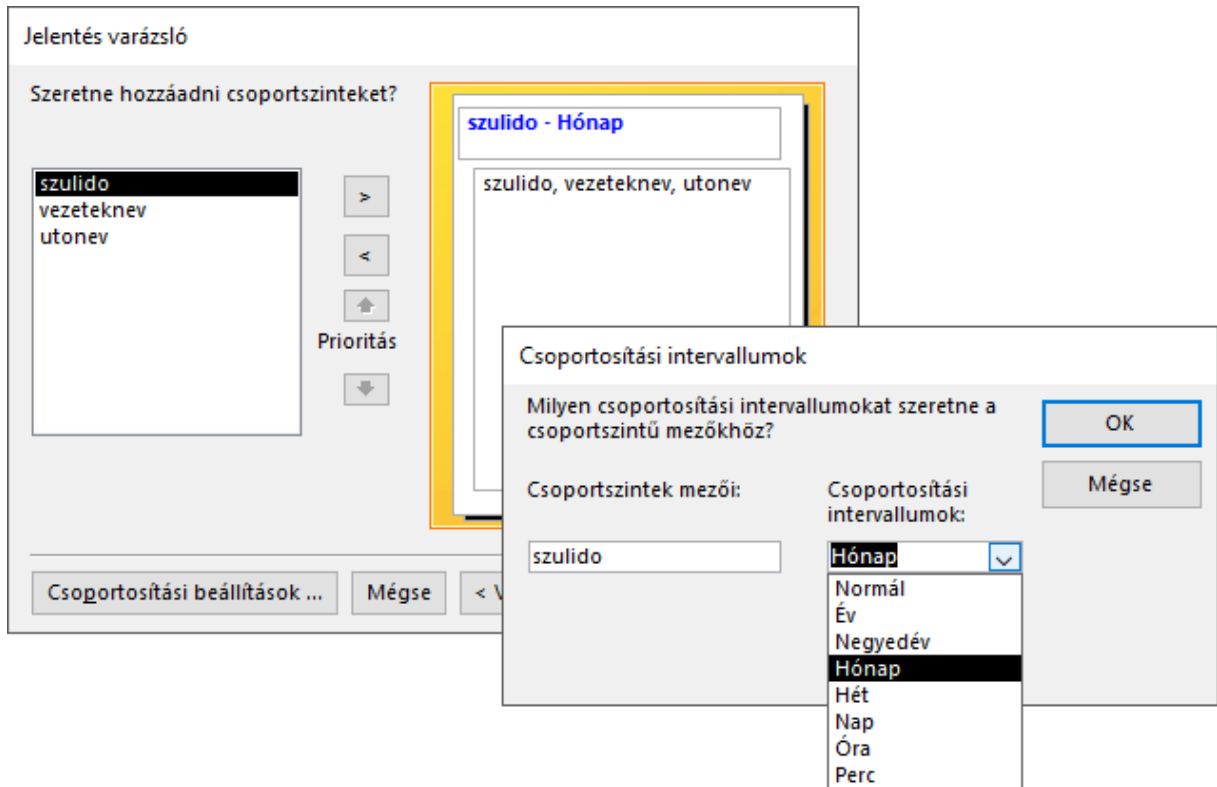 Jelentés varázsló
Szeretne hozzáadni csoportszinteket?
szulido
vezeteknev
utonev
>
<
Prioritás
szulido - Hónap
szulido, vezeteknev, utonev
Csoportosítási beállítások ...
Mégse
< V
Csoportosítási intervallumok
Milyen csoportosítási intervallumokat szeretne a
csoportszintű mezőkhöz?
OK
Mégse
Csoportszintek mezői:
Csoportosítási
intervallumok:
szulido
Hónap
Normál
Év
Negyedév
Hónap
Hét
Nap
Óra
Perc